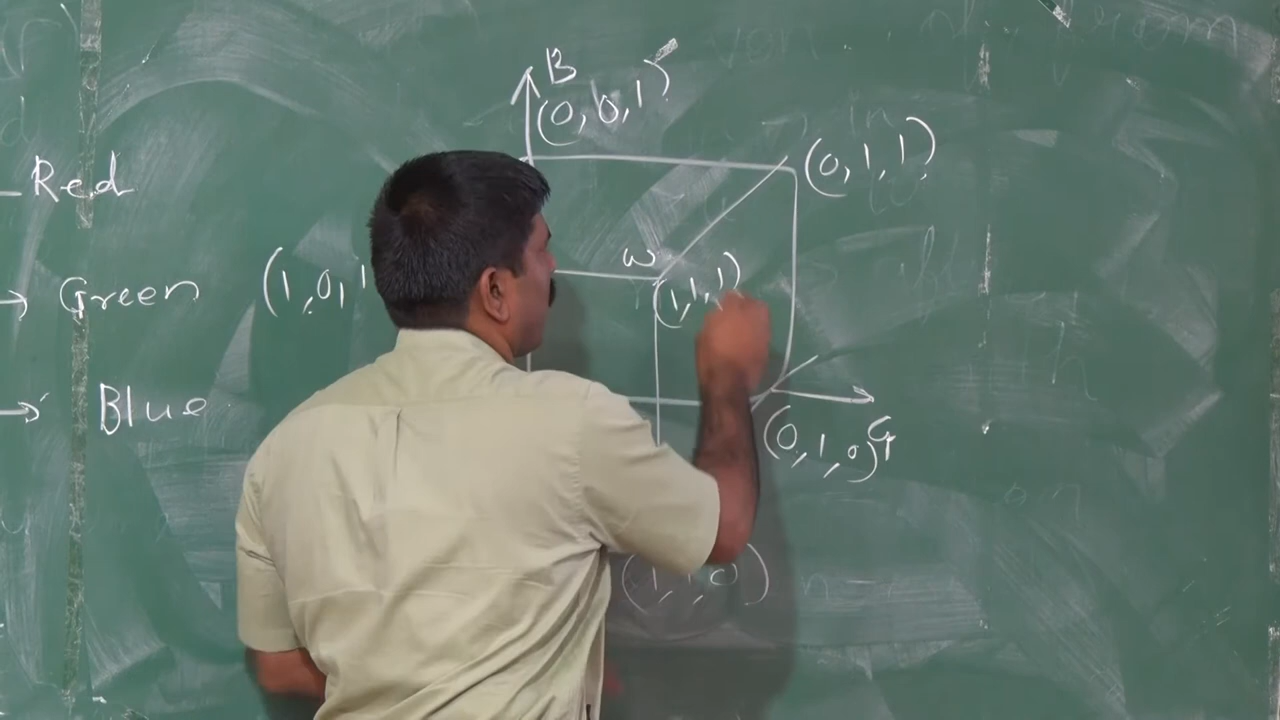 B
(0, 0, 1)
(0, 1, 1)
Red
W
(1, 1, 1)
Green
(1, 0, 1
Blue
(0, 1, 0)
G
(1, 1, 0)